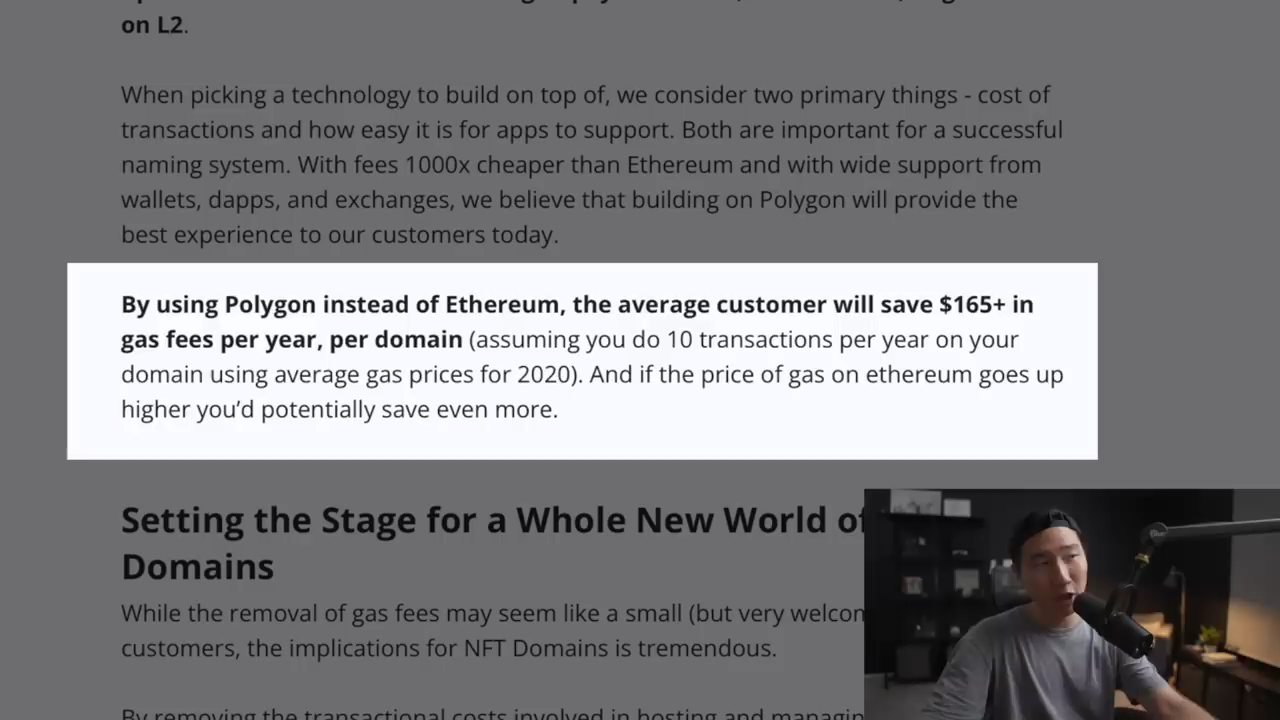 on L2.
When picking a technology to build on top of, we consider two primary things - cost of
transactions and how easy it is for apps to support. Both are important for a successful
naming system. With fees 1000x cheaper than Ethereum and with wide support from
wallets, dapps, and exchanges, we believe that building on Polygon will provide the
best experience to our customers today.
By using Polygon instead of Ethereum, the average customer will save $165+ in
gas fees per year, per domain (assuming you do 10 transactions per year on your
domain using average gas prices for 2020). And if the price of gas on ethereum goes up
higher you’d potentially save even more.
Setting the Stage for a Whole New World of
Domains
While the removal of gas fees may seem like a small (but very
customers, the implications for NFT Domains is tremendous.
By removing the transactional costs involved in hosting and